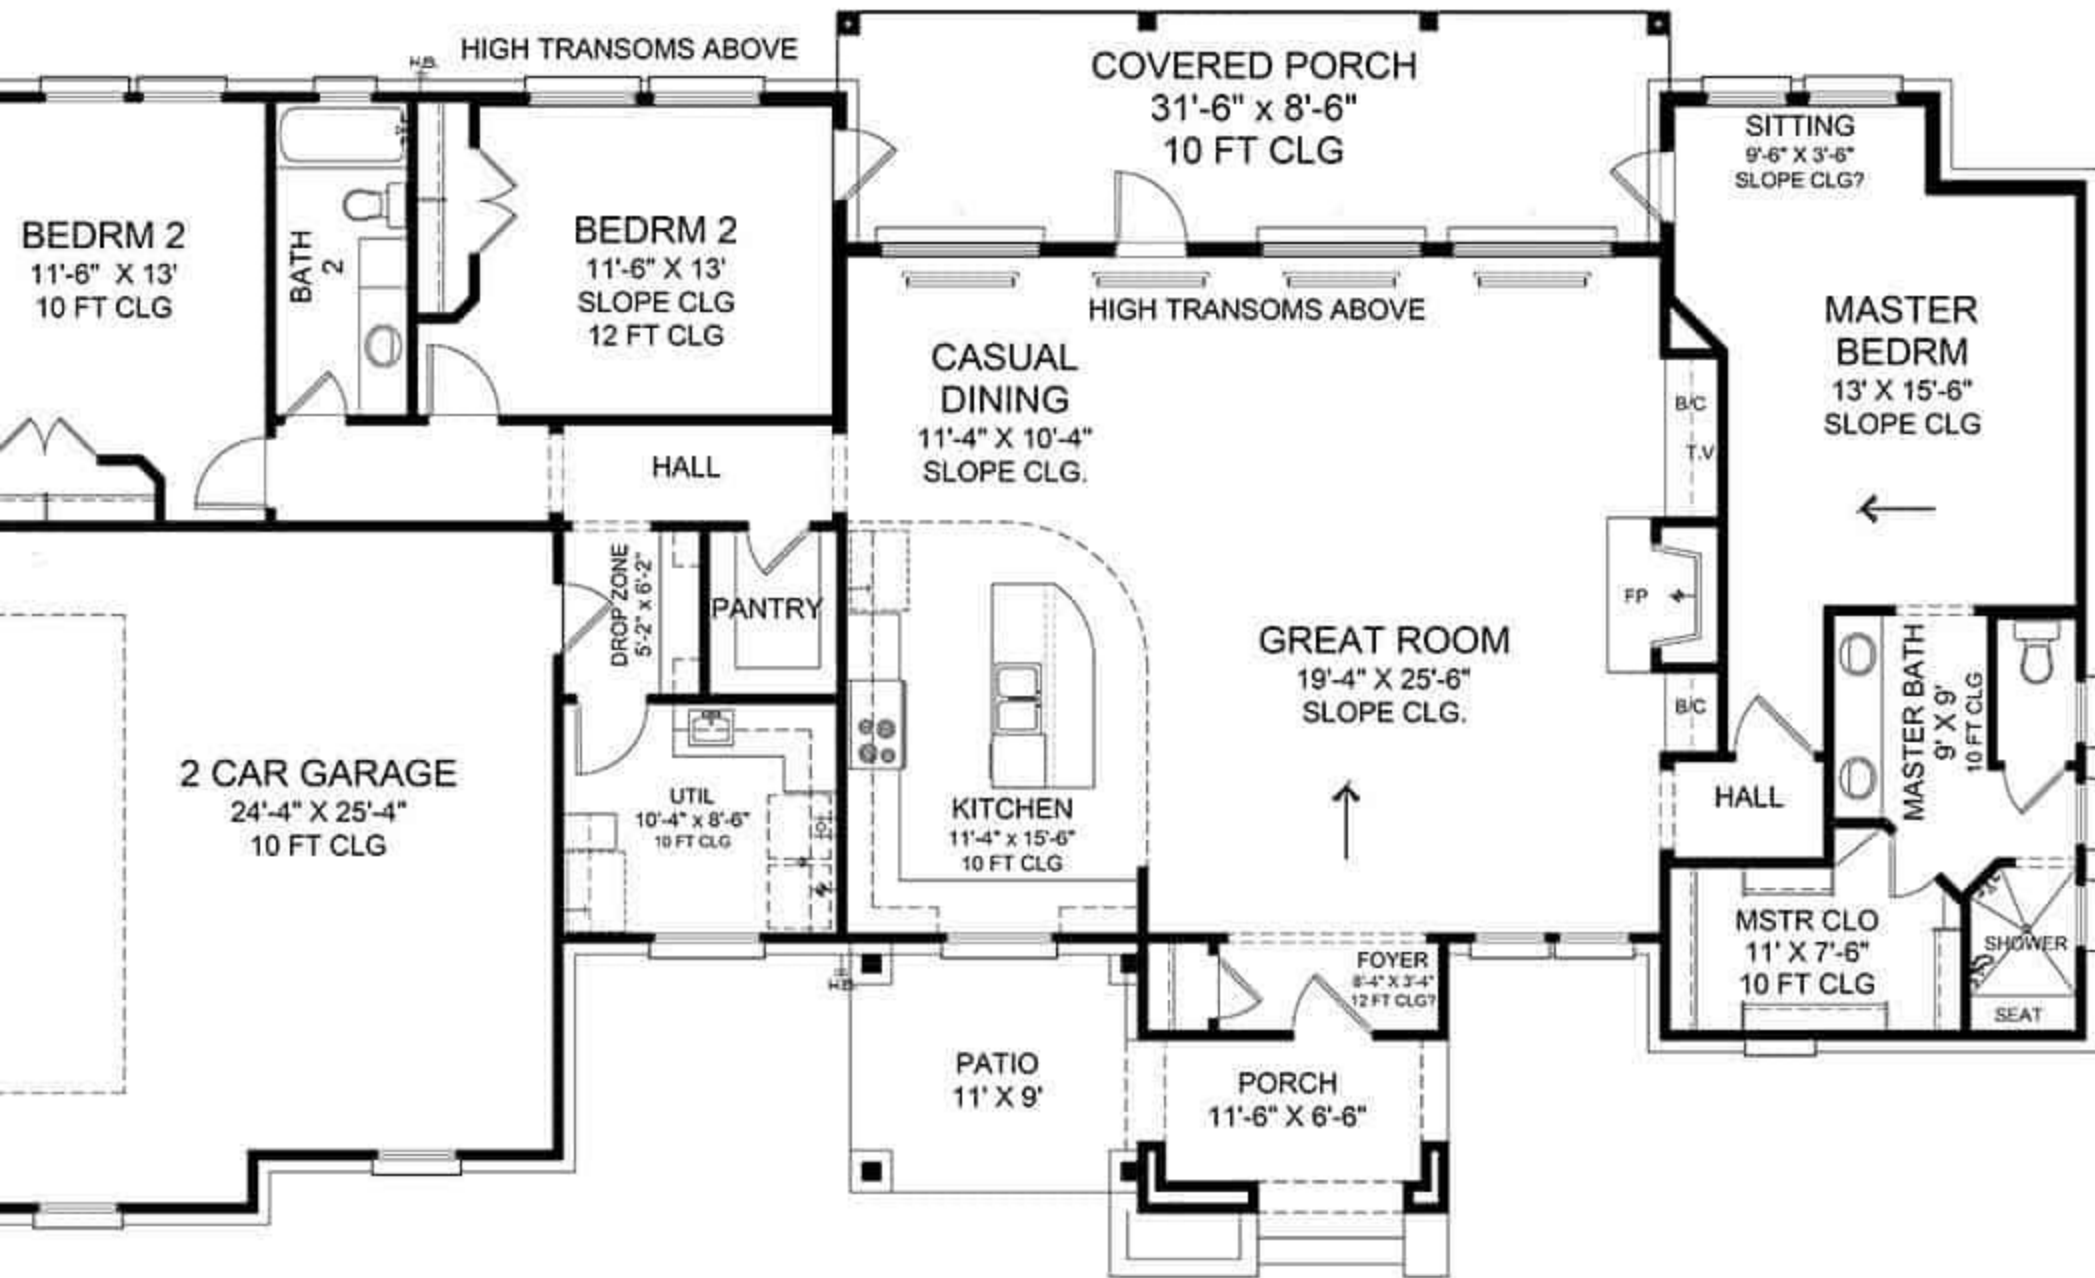 H.B.
HIGH TRANSOMS ABOVE
COVERED PORCH
31'-6" x 8'-6"
10 FT CLG
SITTING
9'-6" X 3'-6"
SLOPE CLG?
BEDRM 2
11'-6" X 13'
10 FT CLG
BATH
2
BEDRM 2
11'-6" X 13'
SLOPE CLG
12 FT CLG
HIGH TRANSOMS ABOVE
CASUAL
DINING
11'-4" X 10'-4"
SLOPE CLG.
MASTER
BEDRM
13' X 15'-6"
SLOPE CLG
B/C
T.V
HALL
DROP ZONE
5'-2" x 6'-2"
PANTRY
FP
GREAT ROOM
19'-4" X 25'-6"
SLOPE CLG.
B/C
MASTER BATH
9' X 9'
10 FT CLG
2 CAR GARAGE
24'-4" X 25'-4"
10 FT CLG
UTIL
10'-4" x 8'-6"
10 FT CLG
KITCHEN
11'-4" x 15'-6"
10 FT CLG
HALL
MSTR CLO
11' X 7'-6"
10 FT CLG
SHOWER
SEAT
FOYER
8'-4" X 3'-4"
12 FT CLG?
H.B.
PATIO
11' X 9'
PORCH
11'-6" X 6'-6"